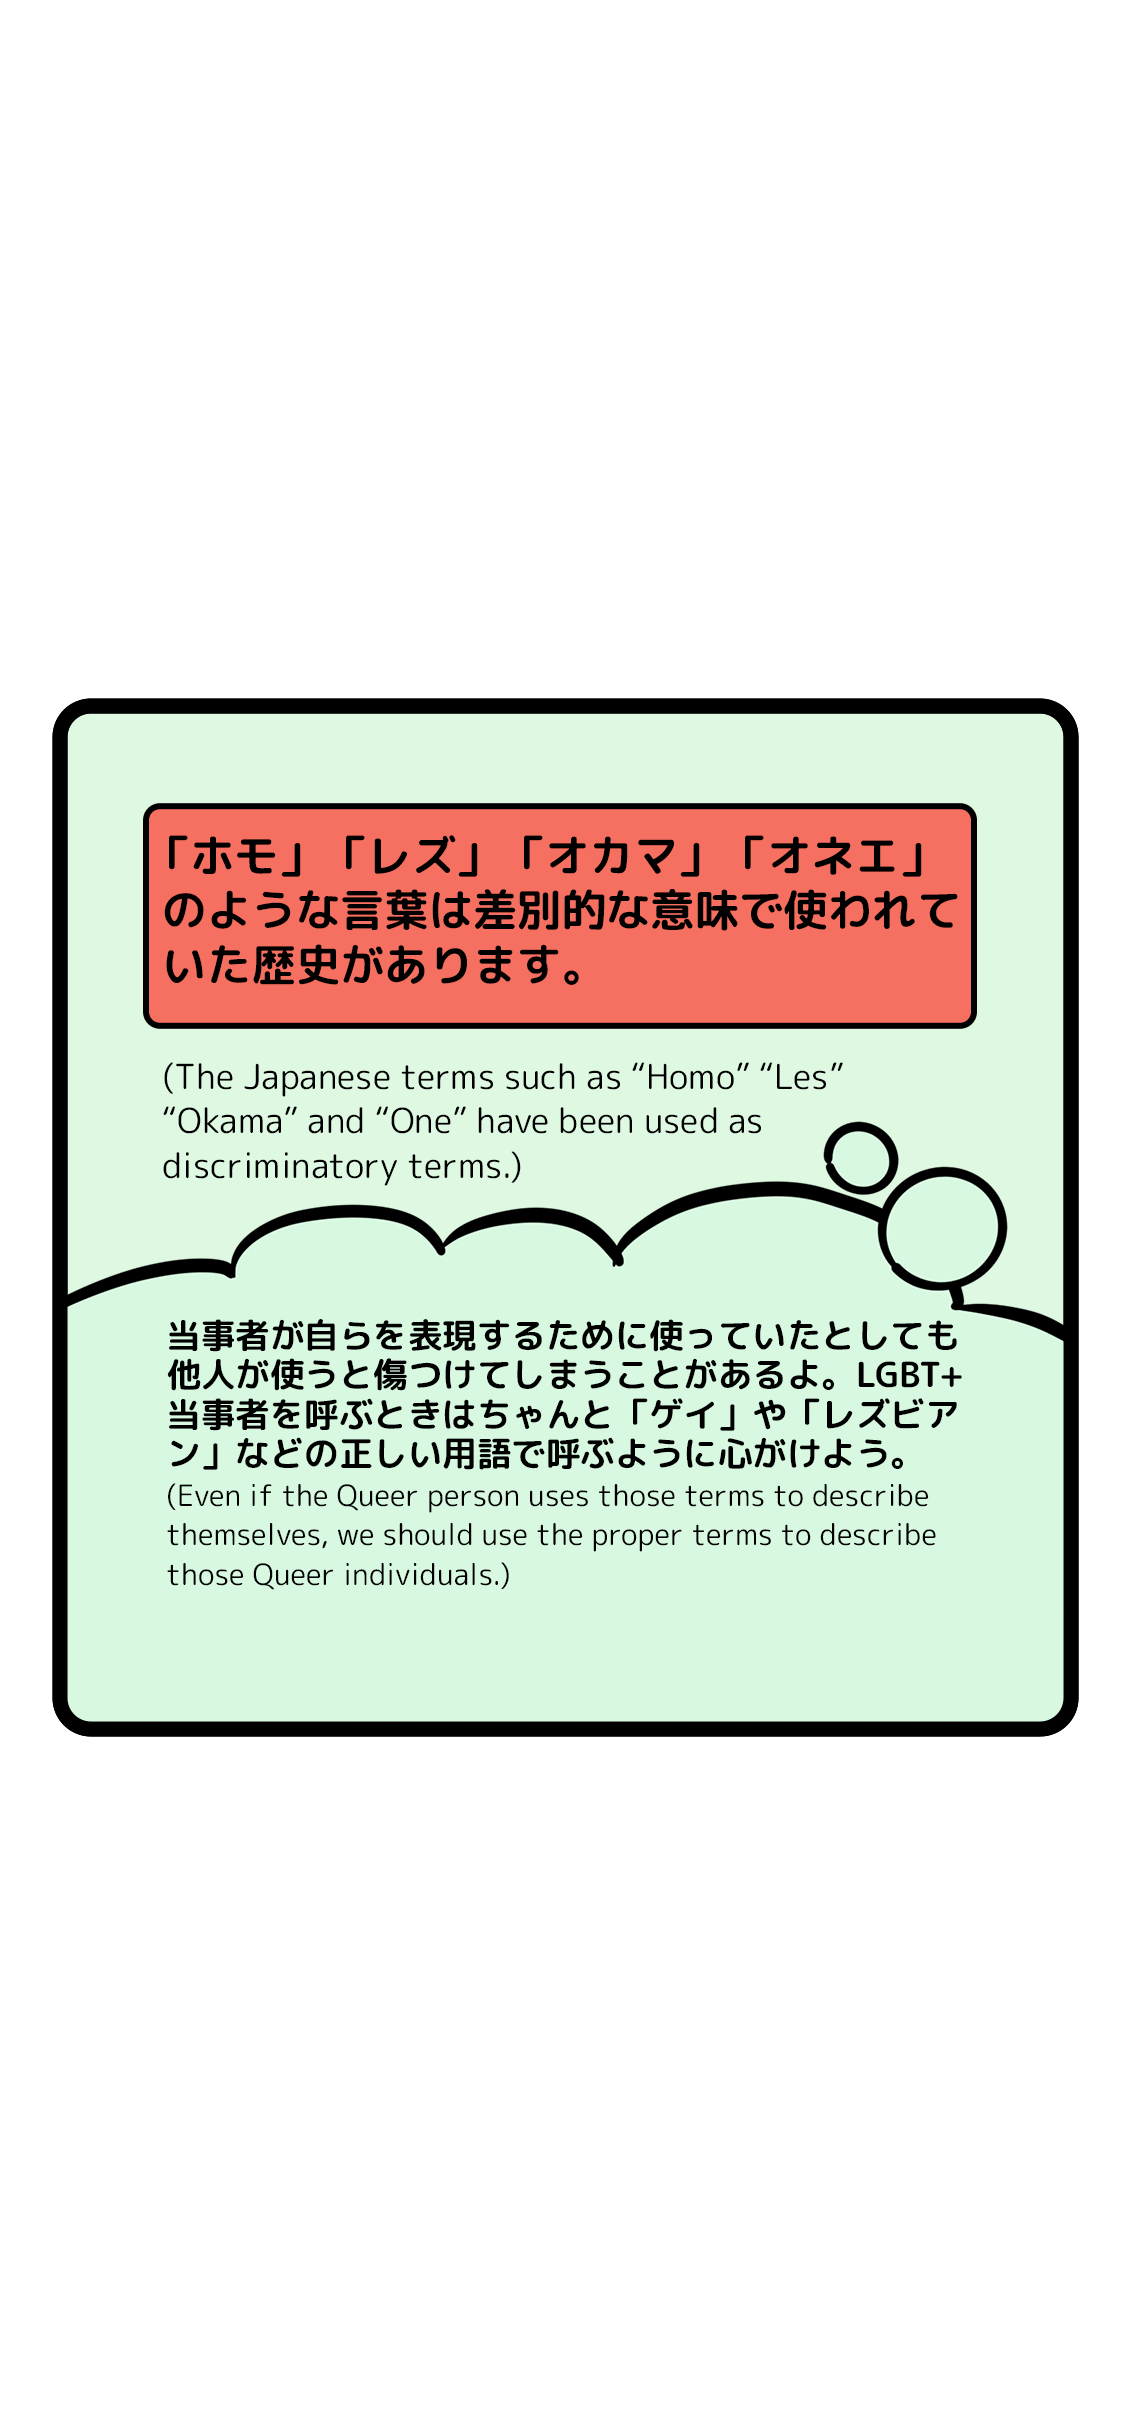 「ホモ」「レズ」「オカマ」「オネエ」
のような言葉は差別的な意味で使われて
いた歴史があります。
(The Japanese terms such as “Homo” “Les”
“Okama” and “One” have been used as
discriminatory terms.)
当事者が自らを表現するために使っていたとしても
他人が使うと傷つけてしまうことがあるよ。LGBT+
当事者を呼ぶときはちゃんと「ゲイ」や「レズビア
ン」などの正しい用語で呼ぶように心がけよう。
(Even if the Queer person uses those terms to describe
themselves, we should use the proper terms to describe
those Queer individuals.)